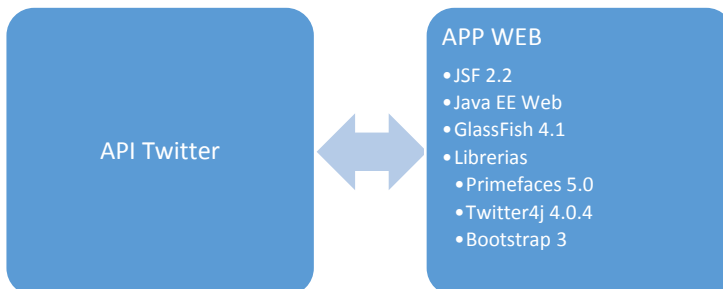 API Twitter
APP WEB
•JSF 2.2
•Java EE Web
•GlassFish 4.1
•Librerias
•Primefaces 5.0
•Twitter4j 4.0.4
•Bootstrap 3